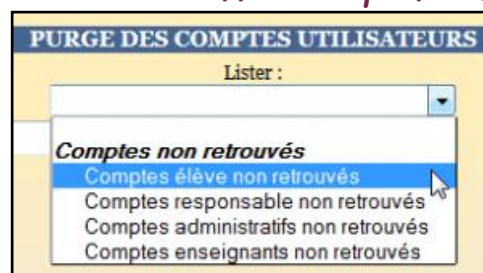 PURGE DES COMPTES UTILISATEURS
Lister :
Comptes non retrouvés
Comptes élève non retrouvés
Comptes responsable non retrouvés
Comptes administratifs non retrouvés
Comptes enseignants non retrouvés